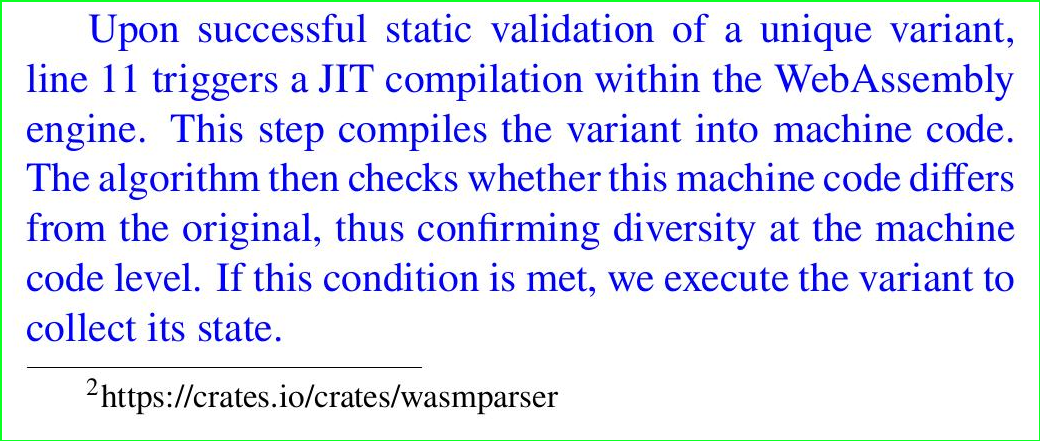 Upon successful static validation of a unique variant,
line 11 triggers a JIT compilation within the WebAssembly
engine. This step compiles the variant into machine code.
The algorithm then checks whether this machine code differs
from the original, thus confirming diversity at the machine
code level. If this condition is met, we execute the variant to
collect its state.
2https://crates.io/crates/wasmparser